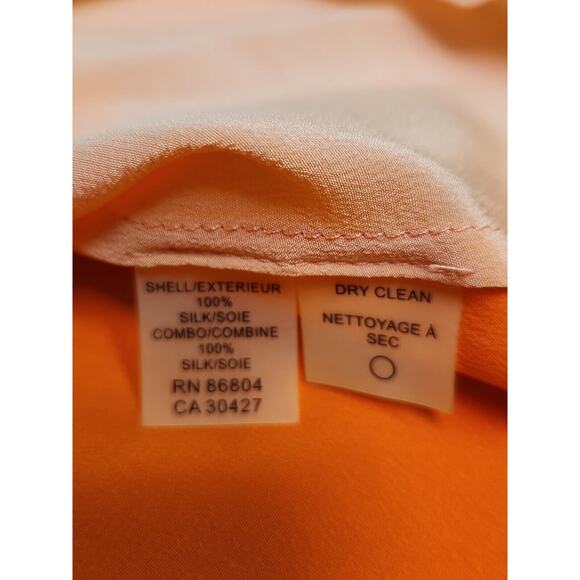 SHELL/EXTERIEUR
100%
SILK/SOIE
COMBO/COMBINE
100%
SILK/SOIE
RN 86804
CA 30427
DRY CLEAN
NETTOYAGE À
SEC